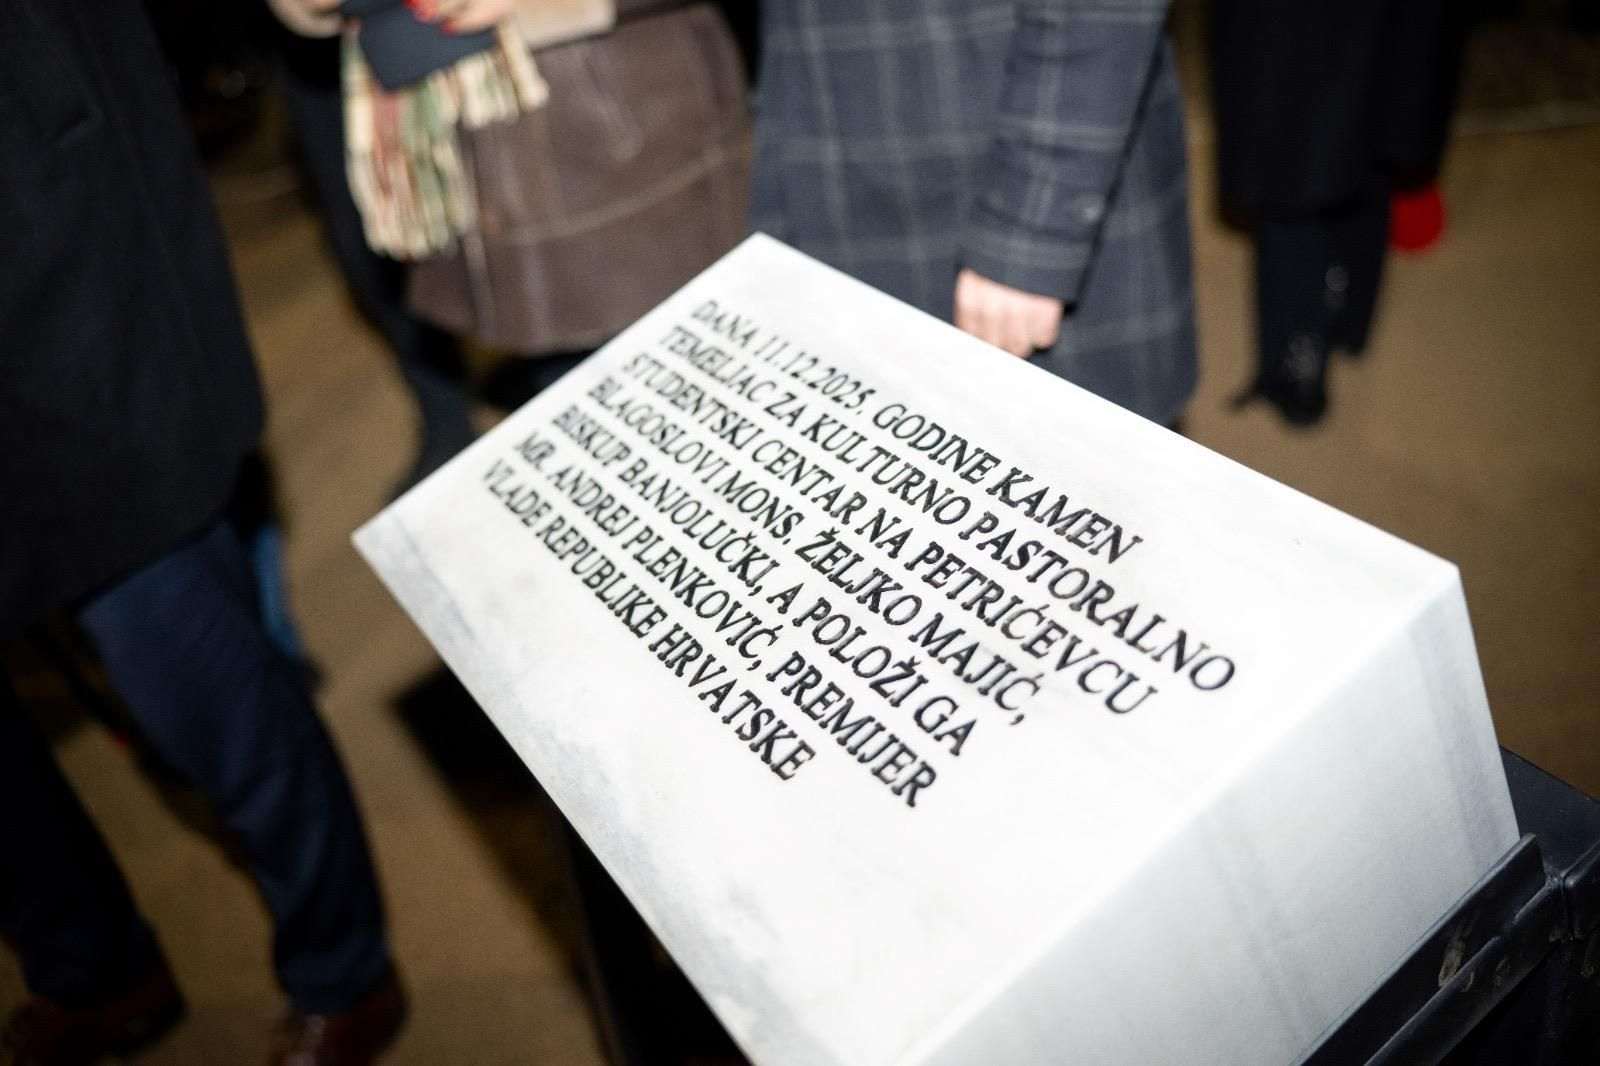 DANA 11.12.2025. GODINE KAMEN
TEMELJAC ZA KULTURNO PASTORALNO
STUDENTSKI CENTAR NA PETRIĆEVCU
BLAGOSLOVI MONS. ŽELJKO MAJIĆ,
BISKUP BANJOLUČKI, A POLOŽI GA
MR. ANDREJ PLENKOVIĆ, PREMIJER
VLADE REPUBLIKE HRVATSKE